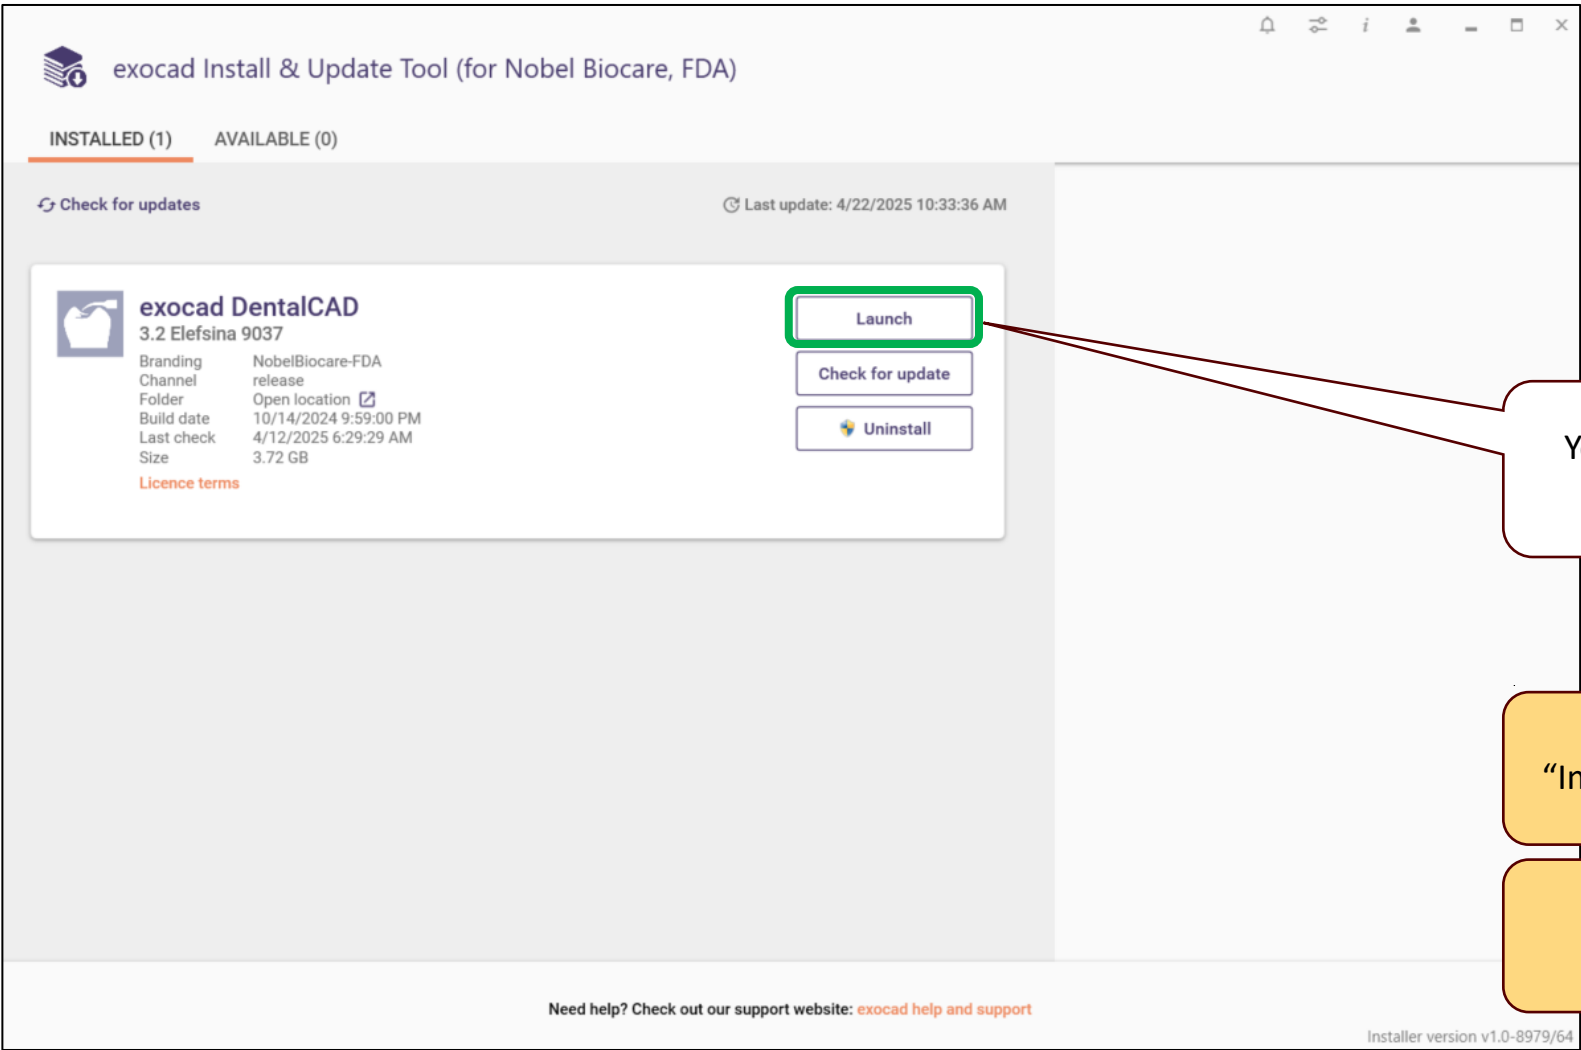 exocad Install & Update Tool (for Nobel Biocare, FDA)
INSTALLED (1) AVAILABLE (0)
Check for updates Last update: 4/22/2025 10:33:36 AM
exocad DentalCAD
3.2 Elefsina 9037
Branding NobelBiocare-FDA
Channel release
Folder Open location
Build date 10/14/2024 9:59:00 PM
Last check 4/12/2025 6:29:29 AM
Size 3.72 GB
Licence terms
Launch
Check for update
Uninstall
Need help? Check out our support website: exocad help and support
Installer version v1.0-8979/64